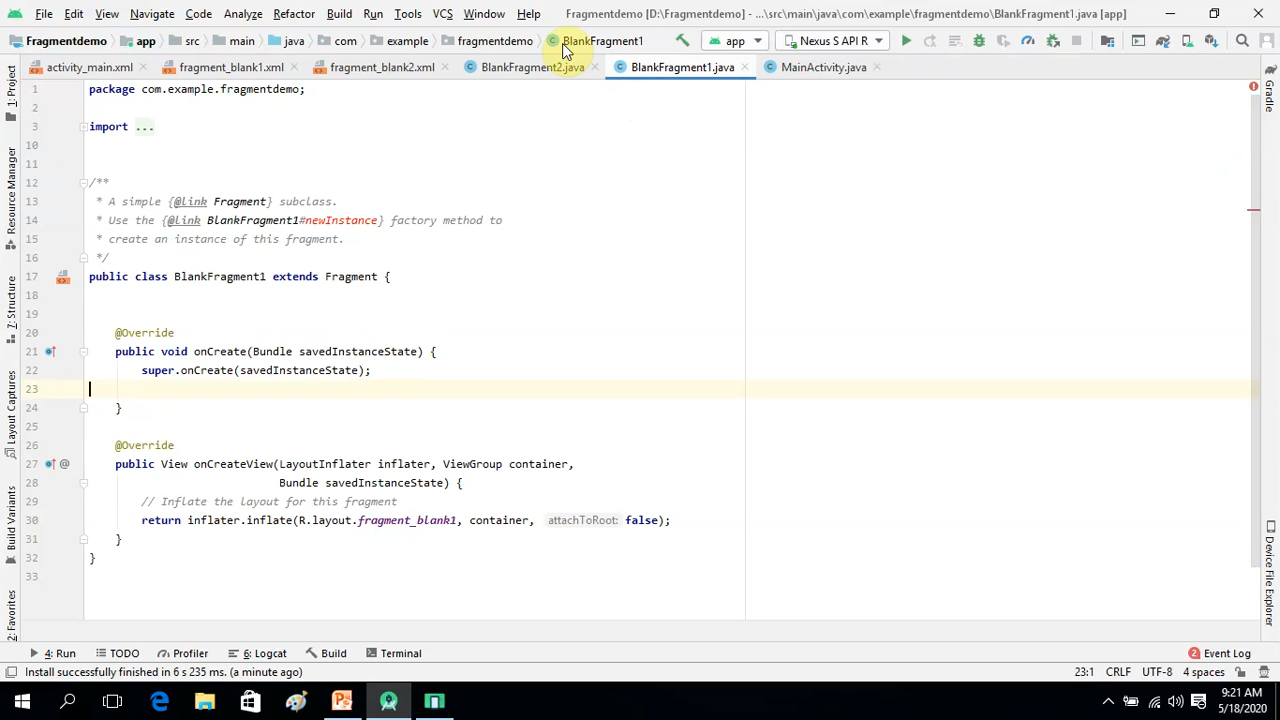 File Edit View Navigate Code Analyze Refactor Build Run Tools VCS Window Help Fragmentdemo [D:\Fragmentdemo] - ...\src\main\java\com\example\fragmentdemo\BlankFragment1.java [app]
Fragmentdemo app src main java com example fragmentdemo BlankFragment1 app Nexus S API R
activity_main.xml fragment_blank1.xml fragment_blank2.xml BlankFragment2.java BlankFragment1.java MainActivity.java
1 package com.example.fragmentdemo;
2
3 import ...
10
11
12 /**
13 * A simple {@link Fragment} subclass.
14 * Use the {@link BlankFragment1#newInstance} factory method to
15 * create an instance of this fragment.
16 */
17 public class BlankFragment1 extends Fragment {
18
19
20 @Override
21 public void onCreate(Bundle savedInstanceState) {
22 super.onCreate(savedInstanceState);
23
24 }
25
26 @Override
27 public View onCreateView(LayoutInflater inflater, ViewGroup container,
28 Bundle savedInstanceState) {
29 // Inflate the layout for this fragment
30 return inflater.inflate(R.layout.fragment_blank1, container, attachToRoot: false);
31 }
32 }
33
1: Project
Resource Manager
7: Structure
Layout Captures
Build Variants
2: Favorites
Gradle
Device File Explorer
4: Run TODO Profiler 6: Logcat Build Terminal 2 Event Log
Install successfully finished in 6 s 235 ms. (a minute ago) 23:1 CRLF UTF-8 4 spaces
9:21 AM
5/18/2020